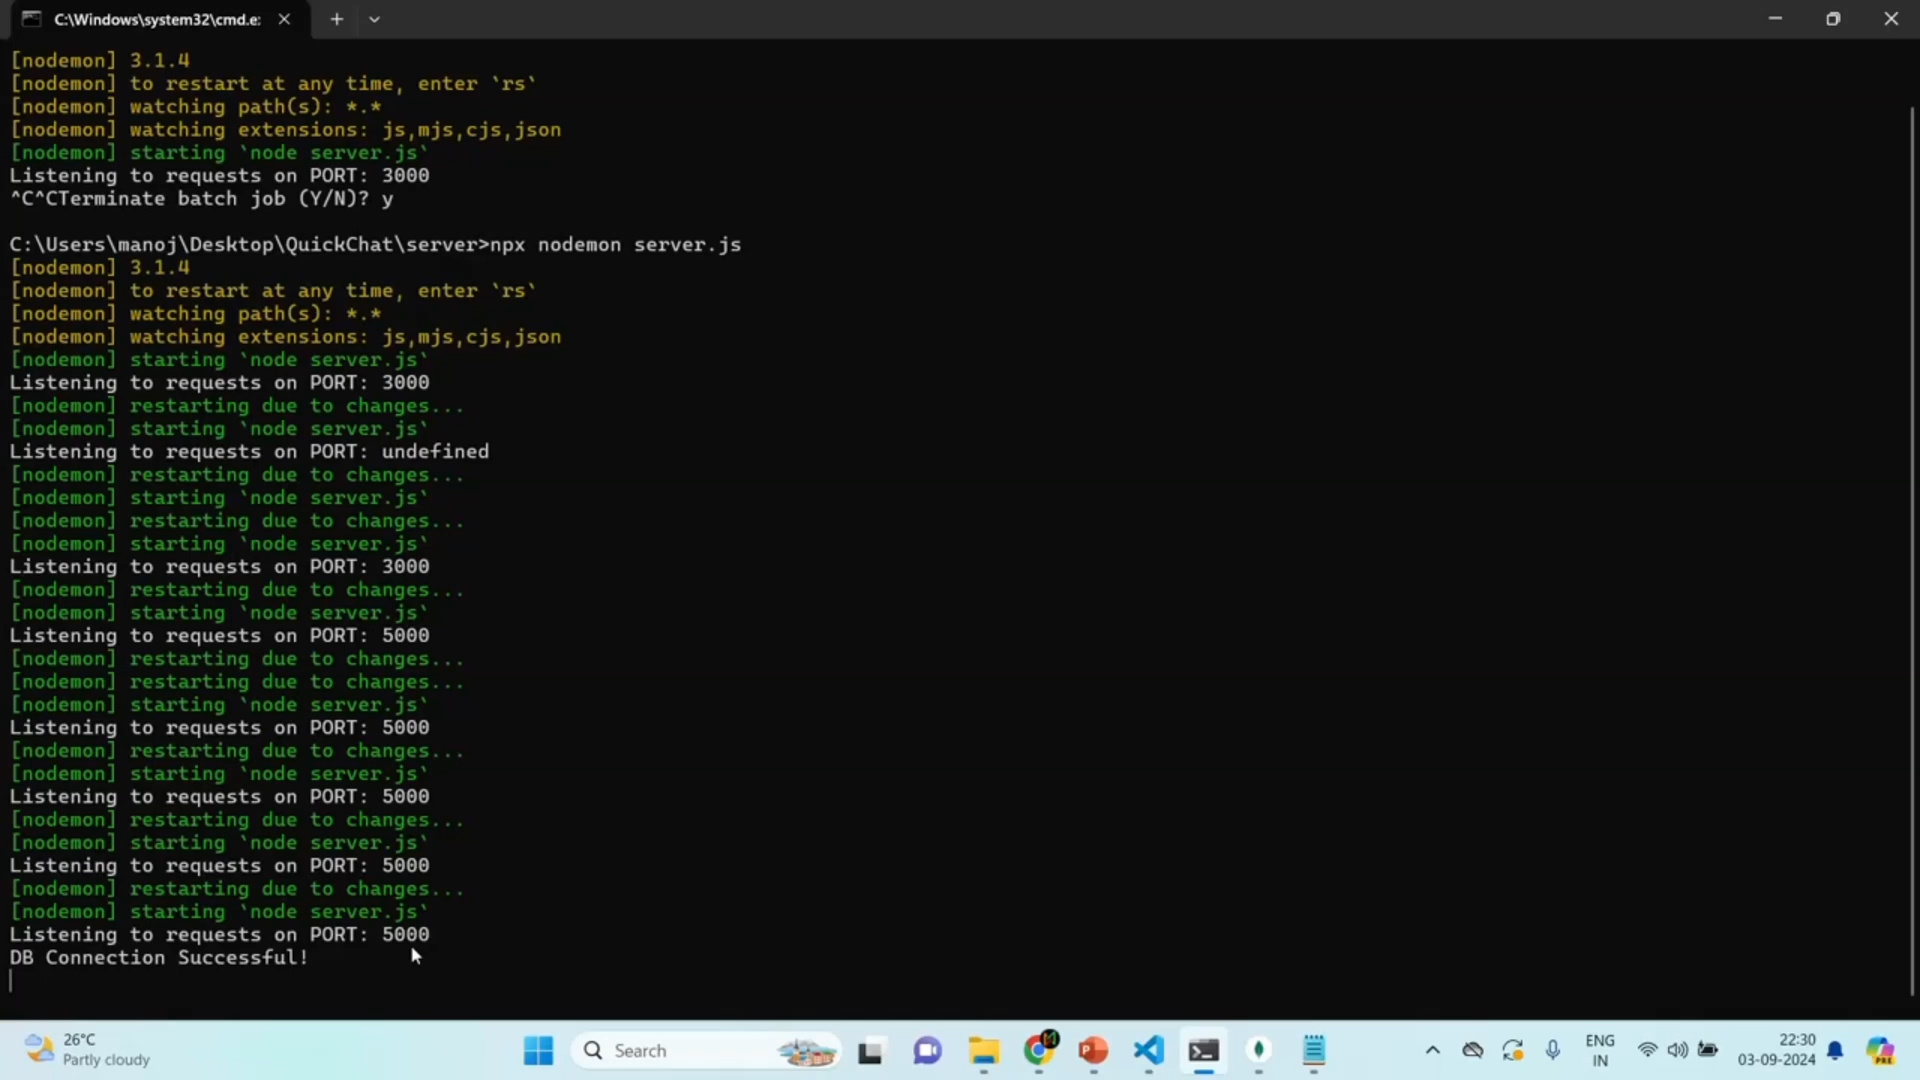 C:\Windows\system32\cmd.e:
[nodemon] 3.1.4
[nodemon] to restart at any time, enter `rs`
[nodemon] watching path(s): *.*
[nodemon] watching extensions: js,mjs,cjs,json
[nodemon] starting `node server.js`
Listening to requests on PORT: 3000
^C^CTerminate batch job (Y/N)? y
C:\Users\manoj\Desktop\QuickChat\server>npx nodemon server.js
[nodemon] 3.1.4
[nodemon] to restart at any time, enter `rs`
[nodemon] watching path(s): *.*
[nodemon] watching extensions: js,mjs,cjs,json
[nodemon] starting `node server.js`
Listening to requests on PORT: 3000
[nodemon] restarting due to changes...
[nodemon] starting `node server.js`
Listening to requests on PORT: undefined
[nodemon] restarting due to changes...
[nodemon] starting `node server.js`
[nodemon] restarting due to changes...
[nodemon] starting `node server.js`
Listening to requests on PORT: 3000
[nodemon] restarting due to changes...
[nodemon] starting `node server.js`
Listening to requests on PORT: 5000
[nodemon] restarting due to changes...
[nodemon] restarting due to changes...
[nodemon] starting `node server.js`
Listening to requests on PORT: 5000
[nodemon] restarting due to changes...
[nodemon] starting `node server.js`
Listening to requests on PORT: 5000
[nodemon] restarting due to changes...
[nodemon] starting `node server.js`
Listening to requests on PORT: 5000
[nodemon] restarting due to changes...
[nodemon] starting `node server.js`
Listening to requests on PORT: 5000
DB Connection Successful!
26°C
Partly cloudy
Search
ENG
IN
22:30
03-09-2024
PRE